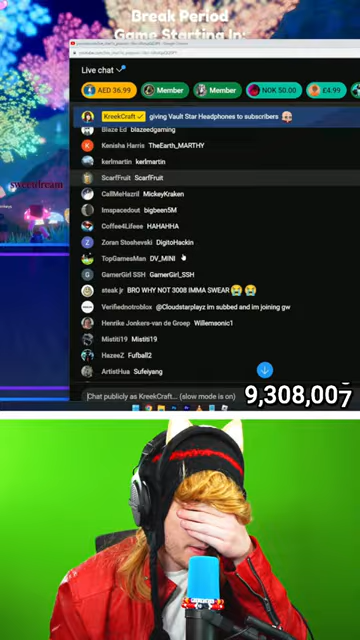 Break Period
Game Starting In:
Live chat
AED 36.99
Member
Member
NOK 50.00
£4.99
KreekCraft giving Vault Star Headphones to subscribers
Blaze Ed blazeedgaming
Kenisha Harris TheEarth_MARTHY
kerlmartin kerlmartin
sweetdream
ScarfFruit ScarfFruit
CallMeHazril MickeyKraken
Imapacedout bigbeen5M
Coffee4Lifeee HAHAHHA
Zoran Stoshevski DigitoHackin
TopGamesMan DV_MINI
GamerGirl SSH GamerGirl_SSH
steak jr BRO WHY NOT 3008 IMMA SWEAR 😭😭
Verifiednotroblox @Cloudstarplayz im subbed and im joining gw
Henrike Jonkers-van de Groep Willemsonic1
Mistiti19 Mistiti19
HazeeZ Fufball2
ArtistHua Sufeiyang
Chat publicly as KreekCraft... (slow mode is on)
9,308,007